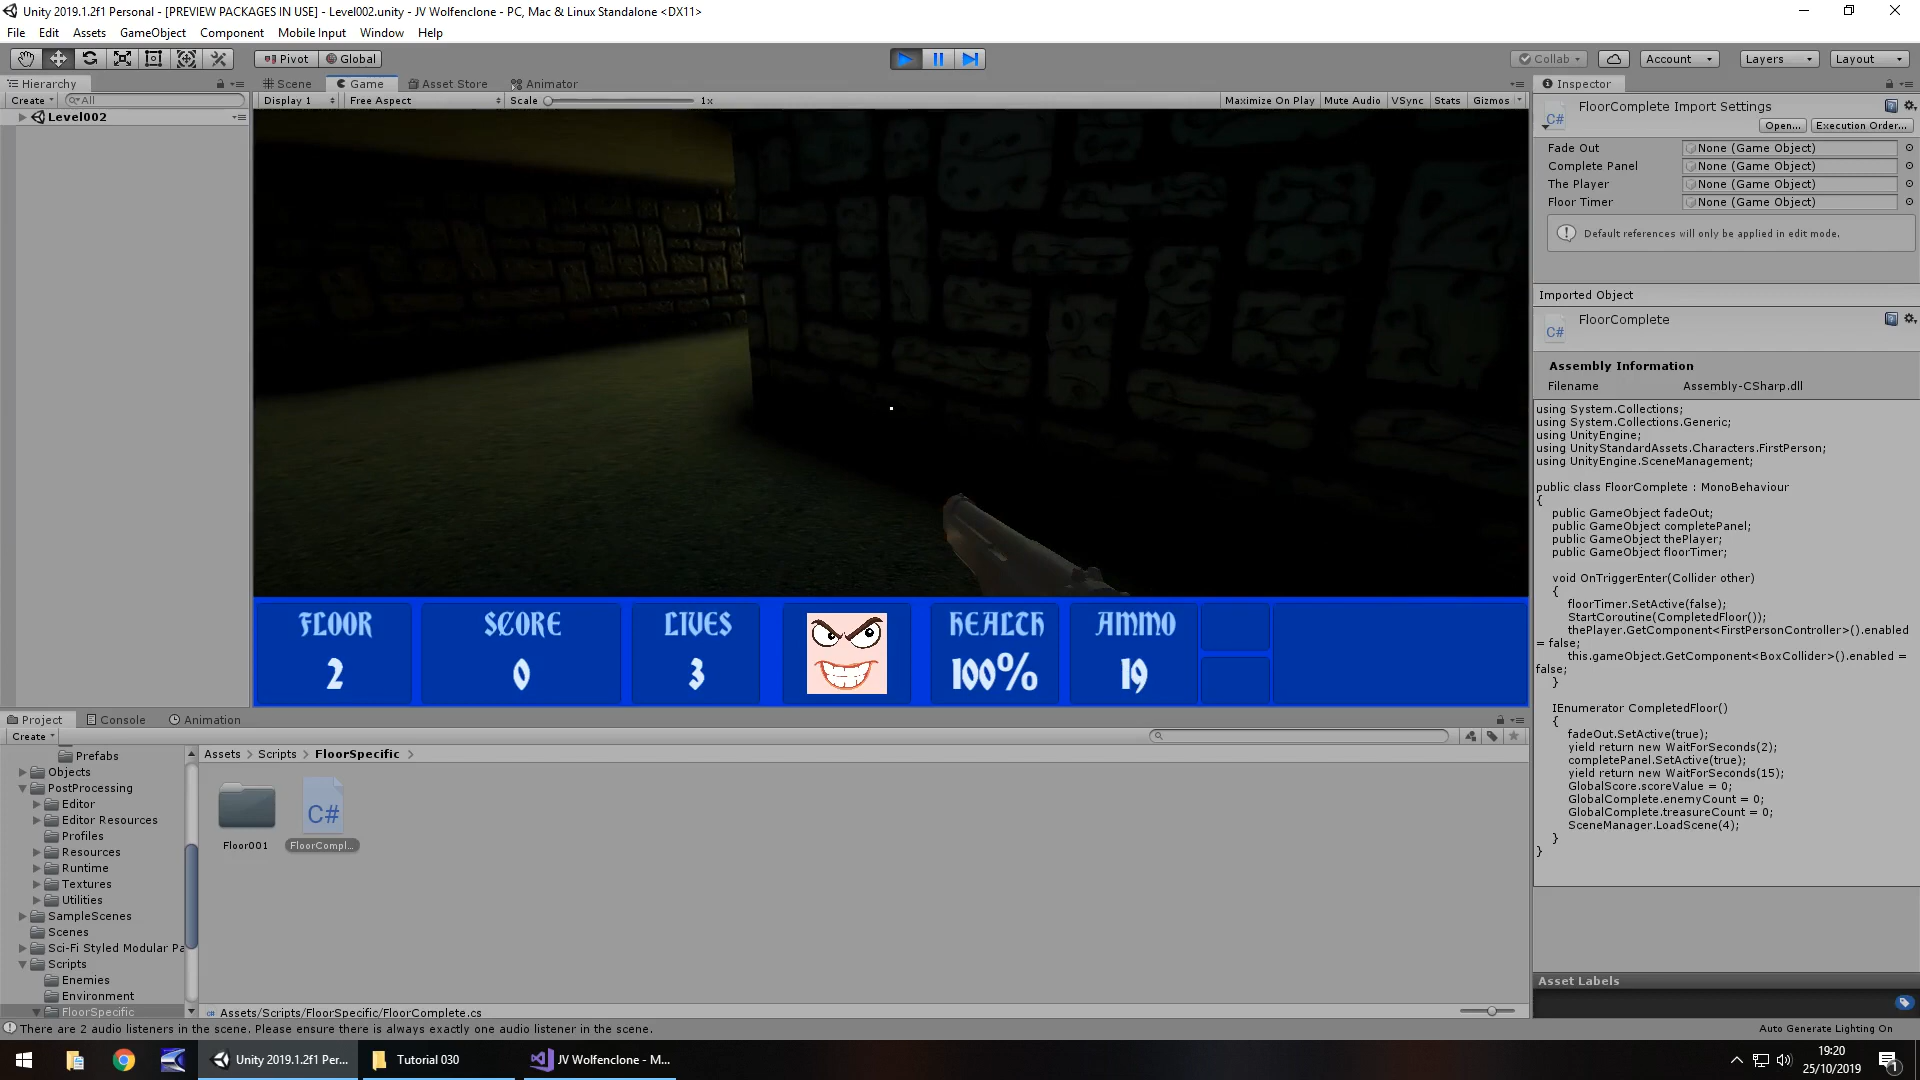 Unity 2019.1.2f1 Personal - [PREVIEW PACKAGES IN USE] - Level002.unity - JV Wolfenclone - PC, Mac & Linux Standalone <DX11>
File Edit Assets GameObject Component Mobile Input Window Help
Pivot Global Collab Account Layers Layout
Hierarchy Scene Game Asset Store Animator Inspector
Create All Display 1 Free Aspect Scale 1x Maximize On Play Mute Audio VSync Stats Gizmos
Level002
FLOOR SCORE LIVES HEALTH AMMO
2 0 3 100% 19
FloorComplete Import Settings
Open... Execution Order...
Fade Out None (Game Object)
Complete Panel None (Game Object)
The Player None (Game Object)
Floor Timer None (Game Object)
Default references will only be applied in edit mode.
Imported Object
FloorComplete
Assembly Information
Filename Assembly-CSharp.dll
using System.Collections;
using System.Collections.Generic;
using UnityEngine;
using UnityStandardAssets.Characters.FirstPerson;
using UnityEngine.SceneManagement;
public class FloorComplete : MonoBehaviour
{
public GameObject fadeOut;
public GameObject completePanel;
public GameObject thePlayer;
public GameObject floorTimer;
void OnTriggerEnter(Collider other)
{
floorTimer.SetActive(false);
StartCoroutine(CompletedFloor());
thePlayer.GetComponent<FirstPersonController>().enabled
= false;
this.gameObject.GetComponent<BoxCollider>().enabled =
false;
}
IEnumerator CompletedFloor()
{
fadeOut.SetActive(true);
yield return new WaitForSeconds(2);
completePanel.SetActive(true);
yield return new WaitForSeconds(15);
GlobalScore.scoreValue = 0;
GlobalComplete.enemyCount = 0;
GlobalComplete.treasureCount = 0;
SceneManager.LoadScene(4);
}
}
Asset Labels
Project Console Animation
Create
Prefabs
Objects
PostProcessing
Editor
Editor Resources
Profiles
Resources
Runtime
Textures
Utilities
SampleScenes
Scenes
Sci-Fi Styled Modular Pa
Scripts
Enemies
Environment
FloorSpecific
Assets > Scripts > FloorSpecific >
C#
Floor001 FloorCompl...
Assets/Scripts/FloorSpecific/FloorComplete.cs
There are 2 audio listeners in the scene. Please ensure there is always exactly one audio listener in the scene.
Auto Generate Lighting On
Unity 2019.1.2f1 Per... Tutorial 030 JV Wolfenclone - M...
19:20
25/10/2019
1